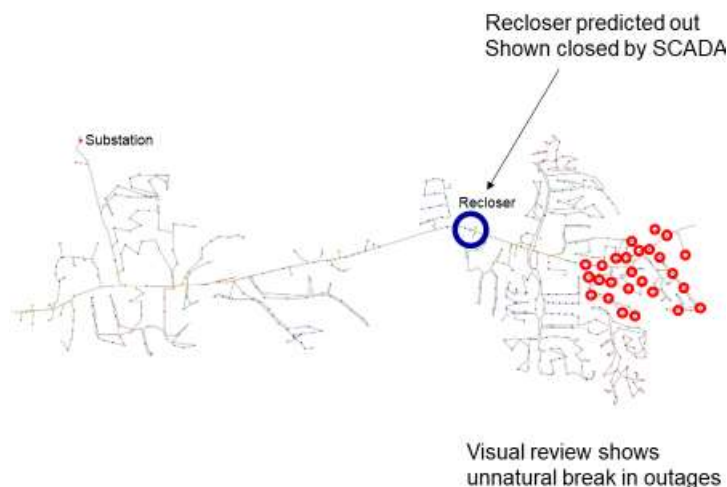 Recloser predicted out
Shown closed by SCADA
Substation
Recloser
Visual review shows
unnatural break in outages